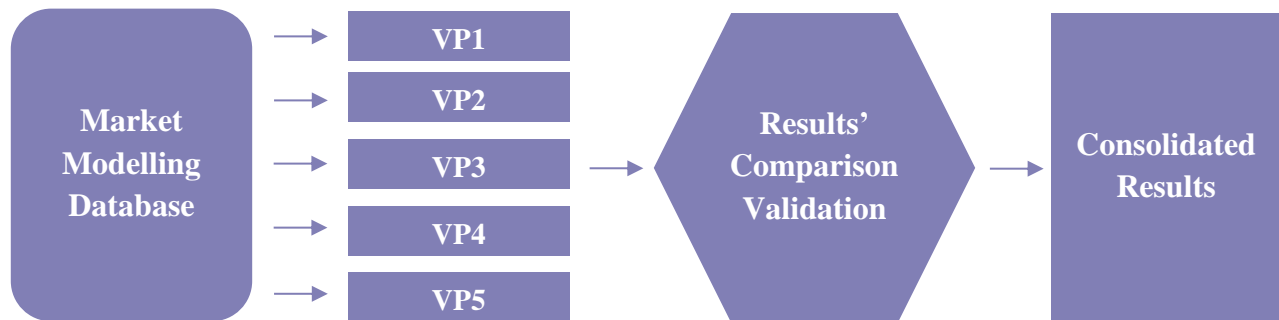 Market
Modelling
Database
VP1
VP2
VP3
VP4
VP5
Results’
Comparison
Validation
Consolidated
Results